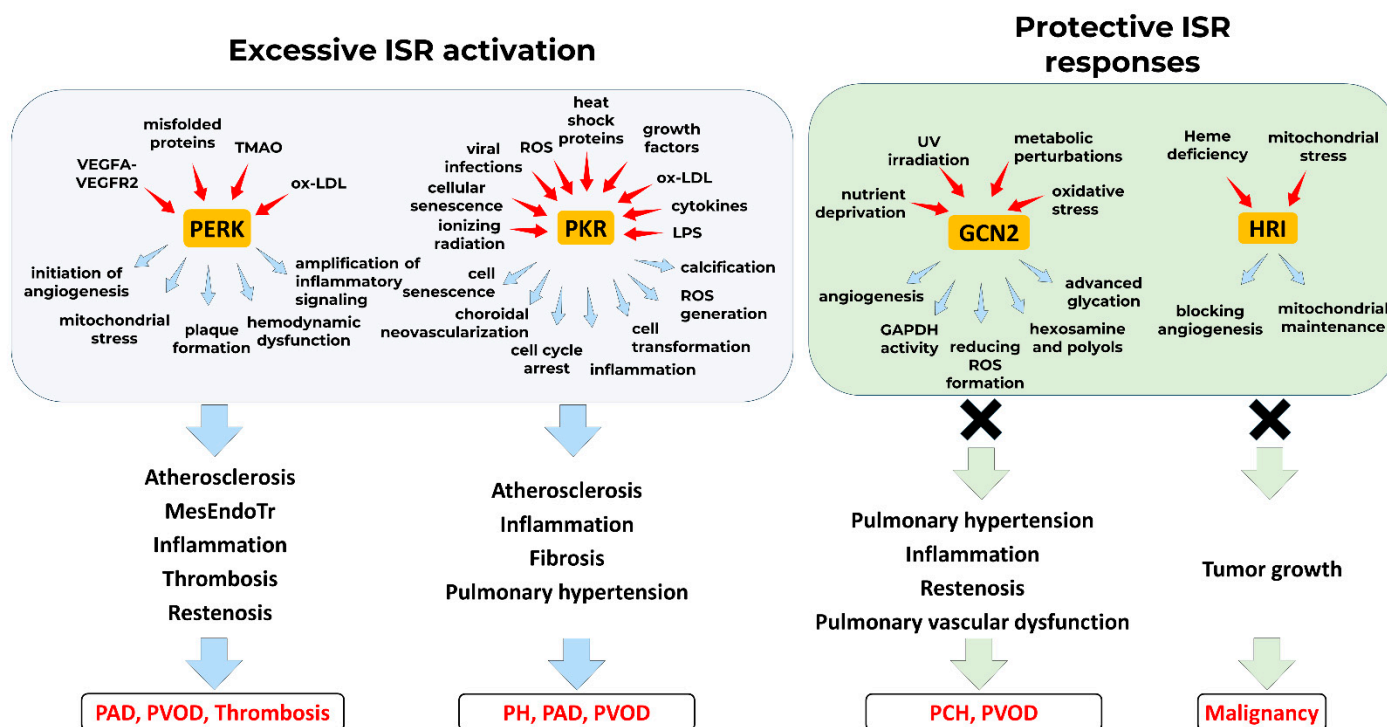 Excessive ISR activation
Protective ISR
responses
misfolded
proteins
TMAO
VEGFA-
VEGFR2
ox-LDL
PERK
initiation of
angiogenesis
mitochondrial
stress
plaque
formation
hemodynamic
dysfunction
amplification of
inflammatory
signaling
heat
shock
proteins
growth
factors
viral
infections
ROS
cellular
senescence
ionizing
radiation
ox-LDL
cytokines
LPS
PKR
cell
senescence
choroidal
neovascularization
cell cycle
arrest
inflammation
cell
transformation
ROS
generation
calcification
UV
irradiation
metabolic
perturbations
nutrient
deprivation
oxidative
stress
GCN2
angiogenesis
GAPDH
activity
reducing
ROS
formation
hexosamine
and polyols
advanced
glycation
Heme
deficiency
mitochondrial
stress
HRI
blocking
angiogenesis
mitochondrial
maintenance
Atherosclerosis
MesEndoTr
Inflammation
Thrombosis
Restenosis
Atherosclerosis
Inflammation
Fibrosis
Pulmonary hypertension
Pulmonary hypertension
Inflammation
Restenosis
Pulmonary vascular dysfunction
Tumor growth
PAD, PVOD, Thrombosis
PH, PAD, PVOD
PCH, PVOD
Malignancy